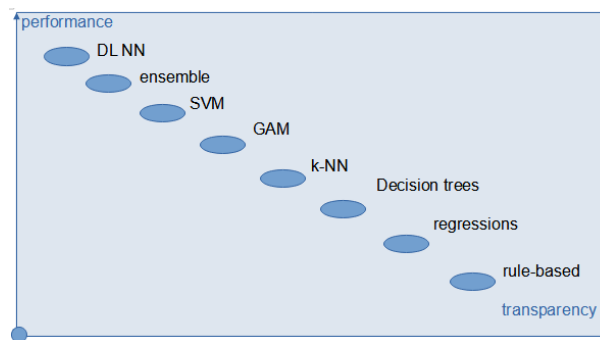 performance
DL NN
ensemble
SVM
GAM
k-NN
Decision trees
regressions
rule-based
transparency